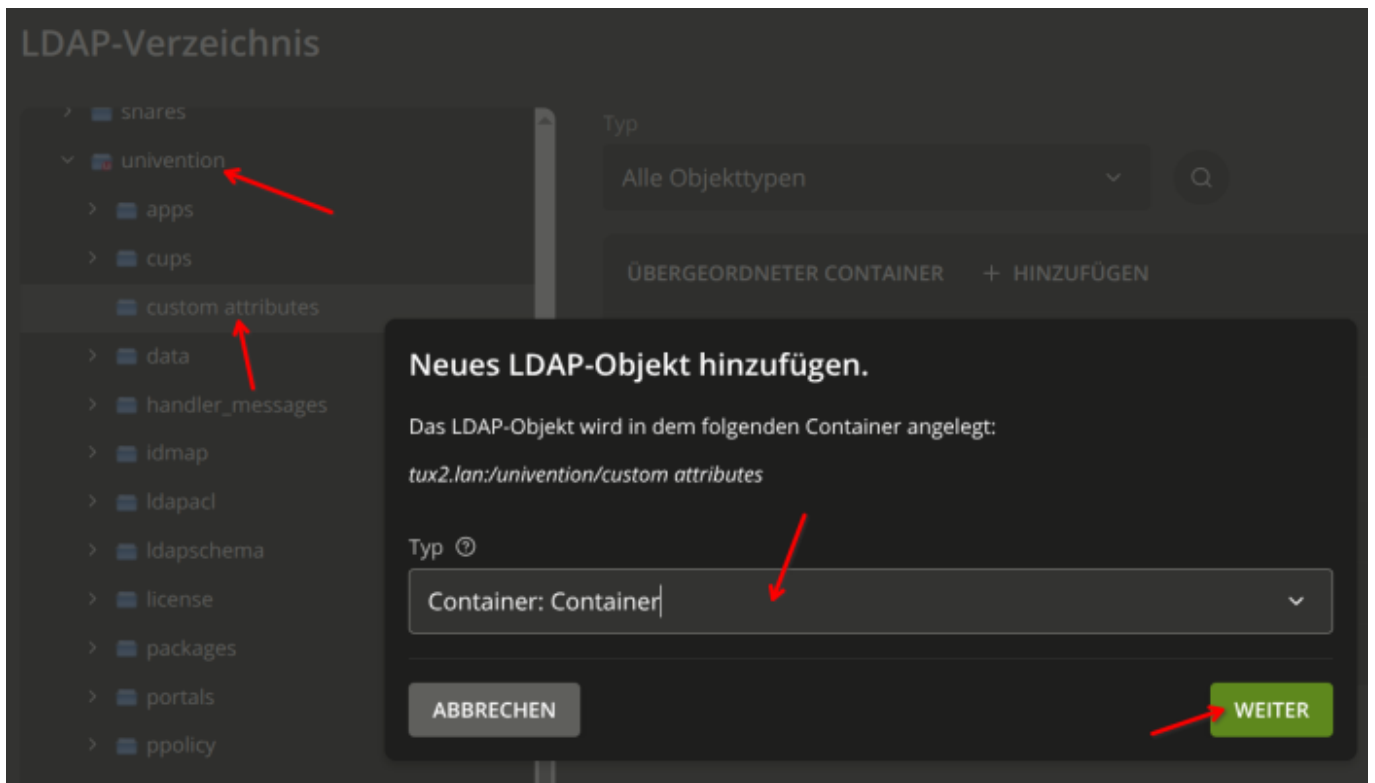 LDAP-Verzeichnis
shares
univention
apps
cups
custom attributes
data
handler_messages
idmap
ldapacl
ldapschema
license
packages
portals
ppolicy
Typ
Alle Objekttypen
ÜBERGEORDNETER CONTAINER + HINZUFÜGEN
Neues LDAP-Objekt hinzufügen.
Das LDAP-Objekt wird in dem folgenden Container angelegt:
tux2.lan:/univention/custom attributes
Typ
Container: Container
ABBRECHEN
WEITER